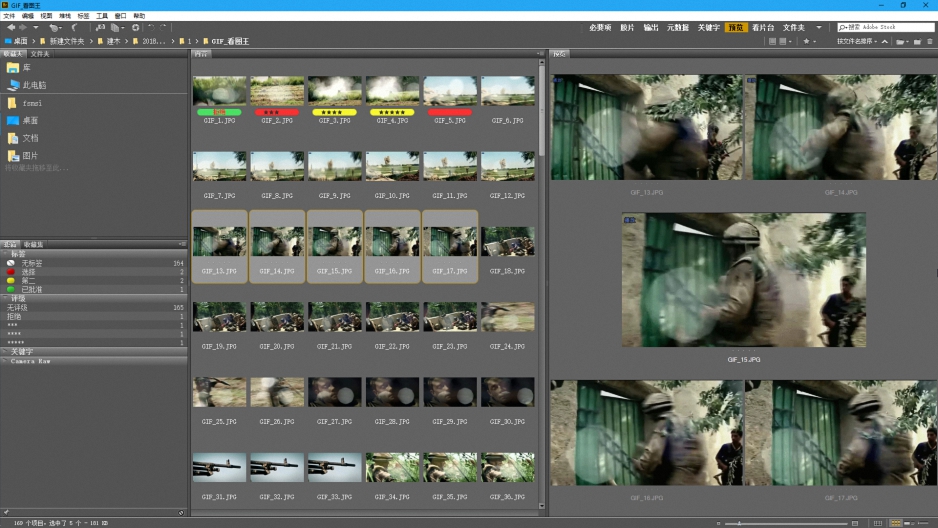 GIF_看图王
文件 编辑 视图 堆栈 标签 工具 窗口 帮助
必要项 胶片 输出 元数据 关键字 预览 看片台 文件夹
搜索 Adobe Stock
桌面 新建文件夹 建本 2018... 1 GIF_看图王
按文件名排序
收藏夹 文件夹
库
此电脑
桌面
文档
图片
将收藏夹拖移至此...
收藏集
标签
无标签 164
选择 2
第二 2
已批准 1
评级
无评级 165
拒绝 1
*** 1
**** 1
***** 1
关键字
Camera Raw
内容
GIF_1.JPG GIF_2.JPG GIF_3.JPG GIF_4.JPG GIF_5.JPG GIF_6.JPG
GIF_7.JPG GIF_8.JPG GIF_9.JPG GIF_10.JPG GIF_11.JPG GIF_12.JPG
GIF_13.JPG GIF_14.JPG GIF_15.JPG GIF_16.JPG GIF_17.JPG GIF_18.JPG
GIF_19.JPG GIF_20.JPG GIF_21.JPG GIF_22.JPG GIF_23.JPG GIF_24.JPG
GIF_25.JPG GIF_26.JPG GIF_27.JPG GIF_28.JPG GIF_29.JPG GIF_30.JPG
GIF_31.JPG GIF_32.JPG GIF_33.JPG GIF_34.JPG GIF_35.JPG GIF_36.JPG
预览
GIF_13.JPG GIF_14.JPG
GIF_15.JPG
GIF_16.JPG GIF_17.JPG
169 个项目，选中了 5 个 - 181 KB